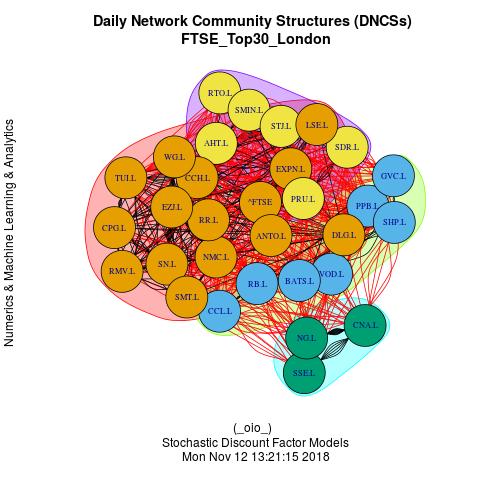 Daily Network Community Structures (DNCSs)
FTSE_Top30_London
Numerics & Machine Learning & Analytics
RTO.L
SMIN.L
STJ.L
LSE.L
AHT.L
SDR.L
WG.L
EXPN.L
TUI.L
CCH.L
GVC.L
EZJ.L
^FTSE
PRU.L
PPB.L
CPG.L
RR.L
ANTO.L
DLG.L
SHP.L
RMV.L
SN.L
NMC.L
SMT.L
CCL.L
RB.L
BATS.L
VOD.L
NG.L
CNA.L
SSE.L
(_oio_)
Stochastic Discount Factor Models
Mon Nov 12 13:21:15 2018